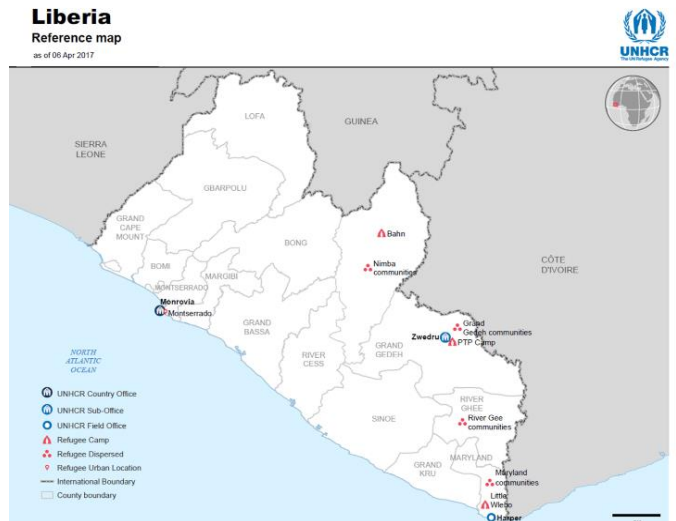 Liberia
Reference map
as of 06 Apr 2017
UNHCR
The UN Refugee Agency
LOFA
GUINEA
SIERRA
LEONE
GBARPOLU
GRAND
CAPE
MOUNT
BONG
Bahn
CÔTE
D'IVOIRE
BOMI
MARGIBI
Nimba
communities
MONTSERRADO
Monrovia
Montserrado
GRAND
BASSA
Grand
Gedeh communities
Zwedru
PTP Camp
NORTH
ATLANTIC
OCEAN
RIVER
CESS
GRAND
GEDEH
UNHCR Country Office
UNHCR Sub-Office
UNHCR Field Office
Refugee Camp
Refugee Dispersed
Refugee Urban Location
International Boundary
County boundary
SINOE
RIVER
GHEE
River Gee
communities
GRAND
KRU
MARYLAND
Maryland
communities
Little
Wlebo
Harper